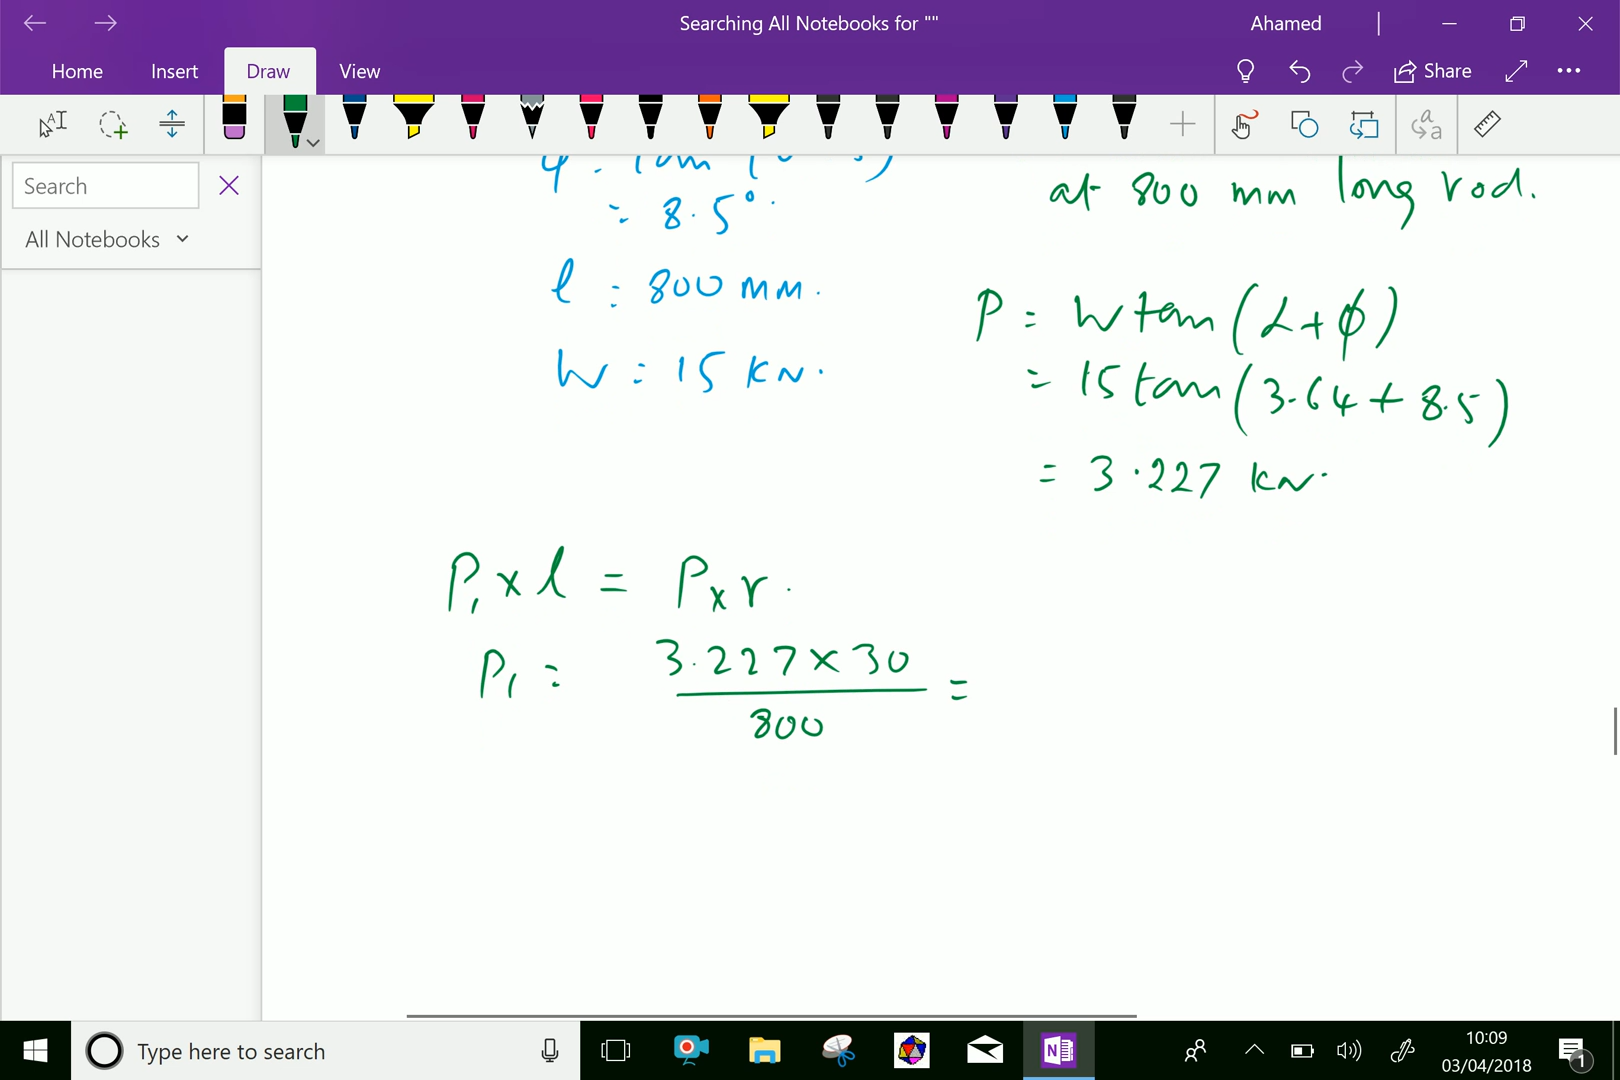 Searching All Notebooks for ""
Ahamed
Home Insert Draw View
Share
Search
All Notebooks
= 8.5°.
l = 800 mm.
W = 15 KN.
at 800 mm long rod.
P = W tan (α+φ)
= 15 tan (3.64 + 8.5)
= 3.227 kN.
P₁ x l = P x r.
P₁ = 3.227 x 30 =
800
Type here to search
10:09
03/04/2018
1